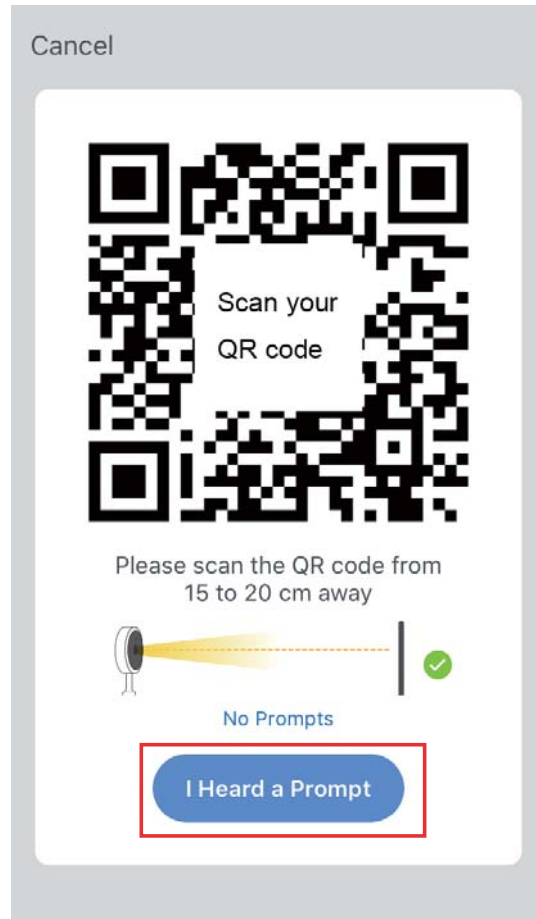 Cancel
Scan your
QR code
Please scan the QR code from
15 to 20 cm away
No Prompts
I Heard a Prompt